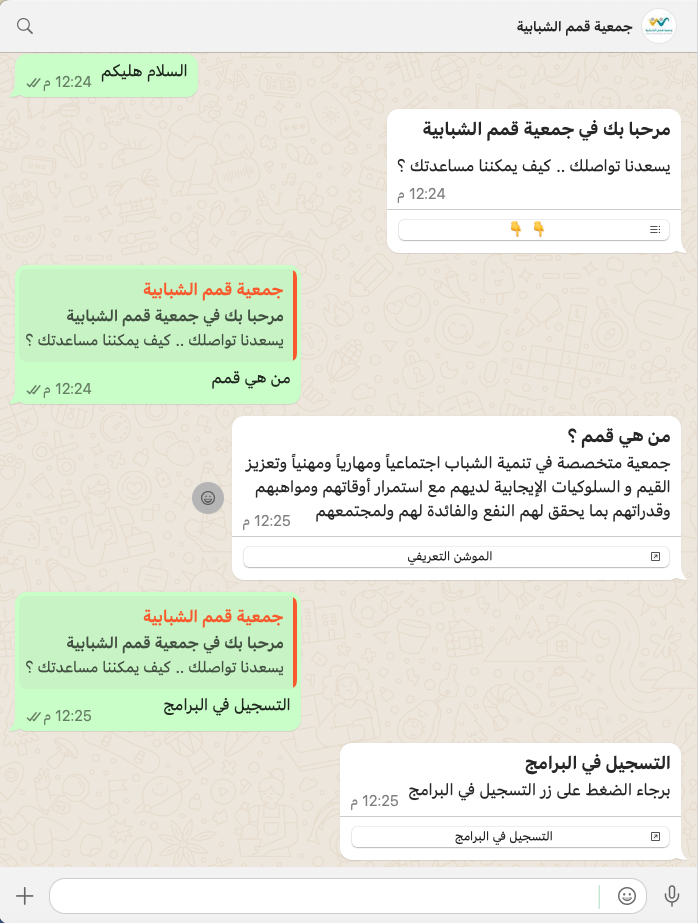 جمعية قمم الشبابية
السلام هليكم
12:24 م
مرحبا بك في جمعية قمم الشبابية
يسعدنا تواصلك .. كيف يمكننا مساعدتك ؟
12:24 م
👇 👇
جمعية قمم الشبابية
مرحبا بك في جمعية قمم الشبابية
يسعدنا تواصلك .. كيف يمكننا مساعدتك ؟
من هي قمم
12:24 م
من هي قمم ؟
جمعية متخصصة في تنمية الشباب اجتماعياً ومهارياً ومهنياً وتعزيز
القيم و السلوكيات الإيجابية لديهم مع استمرار أوقاتهم ومواهبهم
وقدراتهم بما يحقق لهم النفع والفائدة لهم ولمجتمعهم
12:25 م
الموشن التعريفي
جمعية قمم الشبابية
مرحبا بك في جمعية قمم الشبابية
يسعدنا تواصلك .. كيف يمكننا مساعدتك ؟
التسجيل في البرامج
12:25 م
التسجيل في البرامج
برجاء الضغط على زر التسجيل في البرامج
12:25 م
التسجيل في البرامج